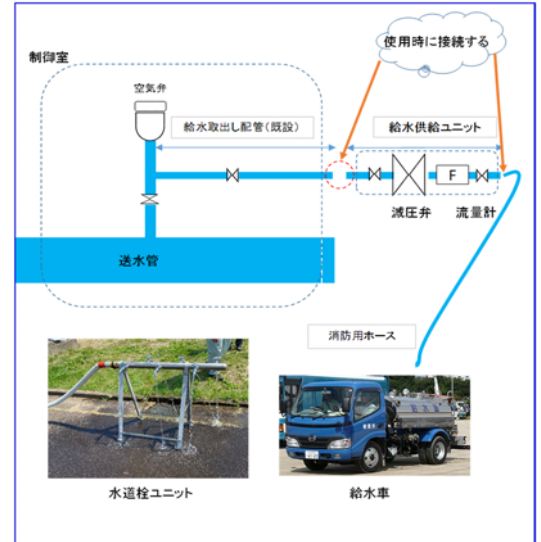 使用時に接続する
制御室
空気弁
給水取出し配管（既設）
給水供給ユニット
F
減圧弁
流量計
送水管
消防用ホース
水道栓ユニット
給水車